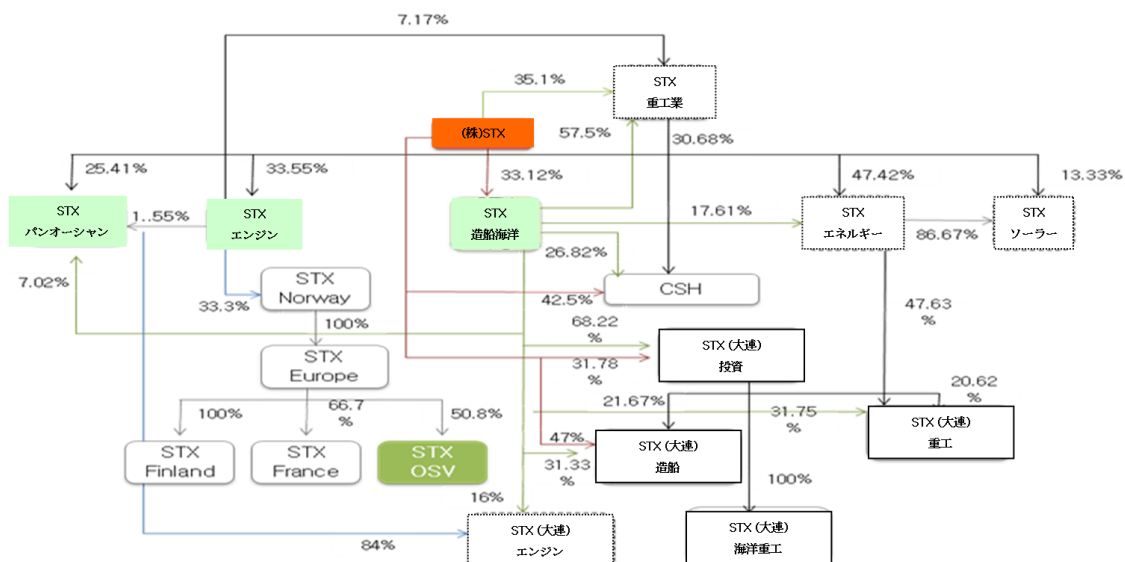 7.17%
STX
重工業
35.1%
(株)STX
57.5%
30.68%
25.41%
33.55%
33.12%
47.42%
13.33%
STX
パンオーシャン
1..55%
STX
エンジン
STX
造船海洋
17.61%
STX
エネルギー
86.67%
STX
ソーラー
26.82%
7.02%
33.3%
STX
Norway
42.5%
CSH
47.63
%
100%
68.22
%
STX (大連)
投資
31.78
%
STX
Europe
100%
66.7
%
50.8%
21.67%
31.75
%
20.62
%
STX (大連)
重工
STX
Finland
STX
France
STX
OSV
47%
STX (大連)
造船
31.33
%
100%
16%
STX (大連)
エンジン
STX (大連)
海洋重工
84%